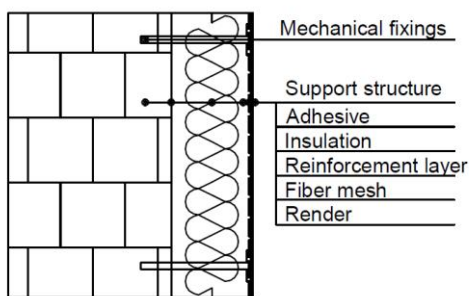 Mechanical fixings
Support structure
Adhesive
Insulation
Reinforcement layer
Fiber mesh
Render